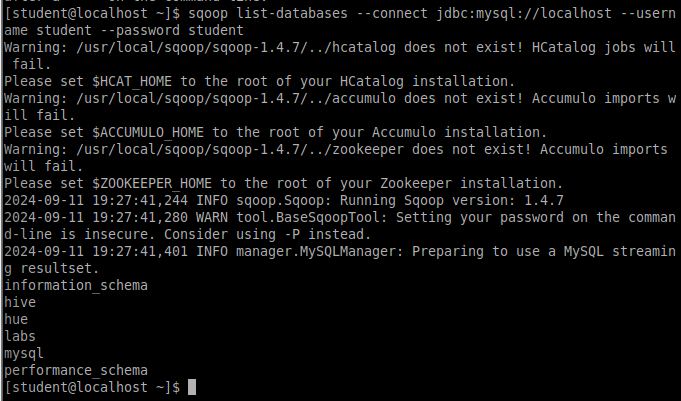 [student@localhost ~]$ sqoop list-databases --connect jdbc:mysql://localhost --usern
ame student --password student
Warning: /usr/local/sqoop/sqoop-1.4.7/../hcatalog does not exist! HCatalog jobs will
 fail.
Please set $HCAT_HOME to the root of your HCatalog installation.
Warning: /usr/local/sqoop/sqoop-1.4.7/../accumulo does not exist! Accumulo imports w
ill fail.
Please set $ACCUMULO_HOME to the root of your Accumulo installation.
Warning: /usr/local/sqoop/sqoop-1.4.7/../zookeeper does not exist! Accumulo imports 
will fail.
Please set $ZOOKEEPER_HOME to the root of your Zookeeper installation.
2024-09-11 19:27:41,244 INFO sqoop.Sqoop: Running Sqoop version: 1.4.7
2024-09-11 19:27:41,280 WARN tool.BaseSqoopTool: Setting your password on the comman
d-line is insecure. Consider using -P instead.
2024-09-11 19:27:41,401 INFO manager.MySQLManager: Preparing to use a MySQL streamin
g resultset.
information_schema
hive
hue
labs
mysql
performance_schema
[student@localhost ~]$